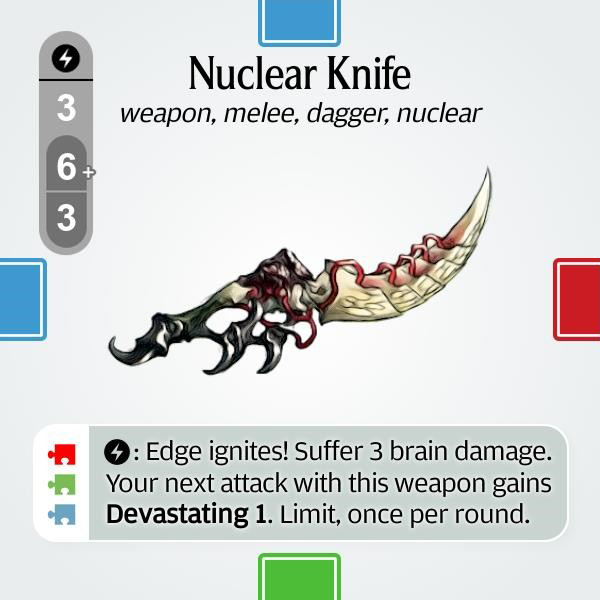 Nuclear Knife
weapon, melee, dagger, nuclear
3
6+
3
: Edge ignites! Suffer 3 brain damage.
Your next attack with this weapon gains
Devastating 1. Limit, once per round.